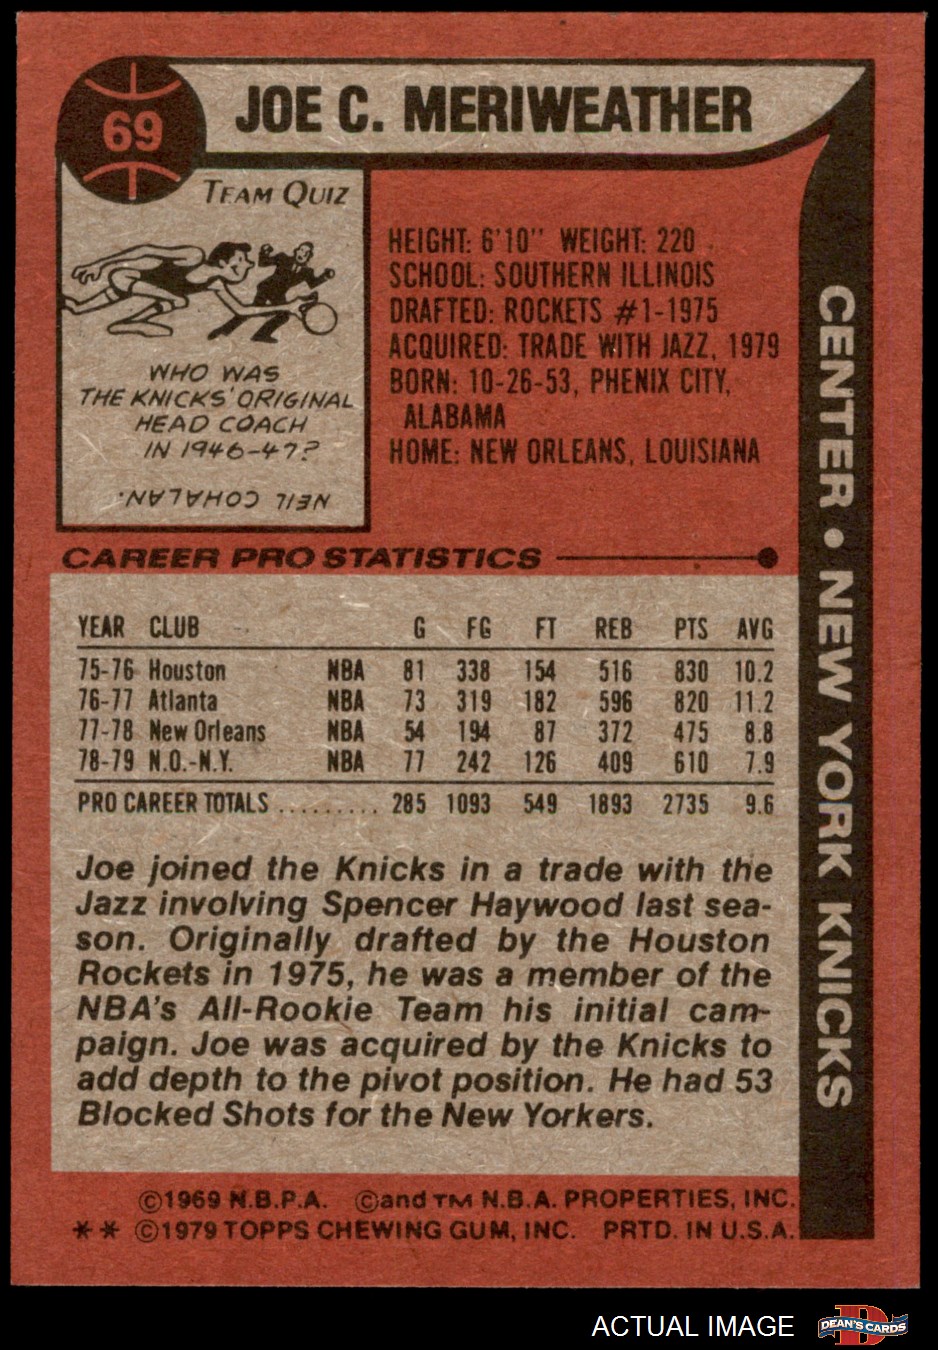 69
JOE C. MERIWEATHER
TEAM QUIZ
WHO WAS
THE KNICKS' ORIGINAL
HEAD COACH
IN 1946-47?
NEIL COHALAN.
HEIGHT: 6'10" WEIGHT: 220
SCHOOL: SOUTHERN ILLINOIS
DRAFTED: ROCKETS #1-1975
ACQUIRED: TRADE WITH JAZZ, 1979
BORN: 10-26-53, PHENIX CITY,
ALABAMA
HOME: NEW ORLEANS, LOUISIANA
CENTER • NEW YORK KNICKS
CAREER PRO STATISTICS
YEAR CLUB G FG FT REB PTS AVG
75-76 Houston NBA 81 338 154 516 830 10.2
76-77 Atlanta NBA 73 319 182 596 820 11.2
77-78 New Orleans NBA 54 194 87 372 475 8.8
78-79 N.O.-N.Y. NBA 77 242 126 409 610 7.9
PRO CAREER TOTALS ......... 285 1093 549 1893 2735 9.6
Joe joined the Knicks in a trade with the
Jazz involving Spencer Haywood last sea-
son. Originally drafted by the Houston
Rockets in 1975, he was a member of the
NBA's All-Rookie Team his initial cam-
paign. Joe was acquired by the Knicks to
add depth to the pivot position. He had 53
Blocked Shots for the New Yorkers.
©1969 N.B.P.A. ©and TM N.B.A. PROPERTIES, INC.
** ©1979 TOPPS CHEWING GUM, INC. PRTD. IN U.S.A.
ACTUAL IMAGE
D
DEAN'S CARDS